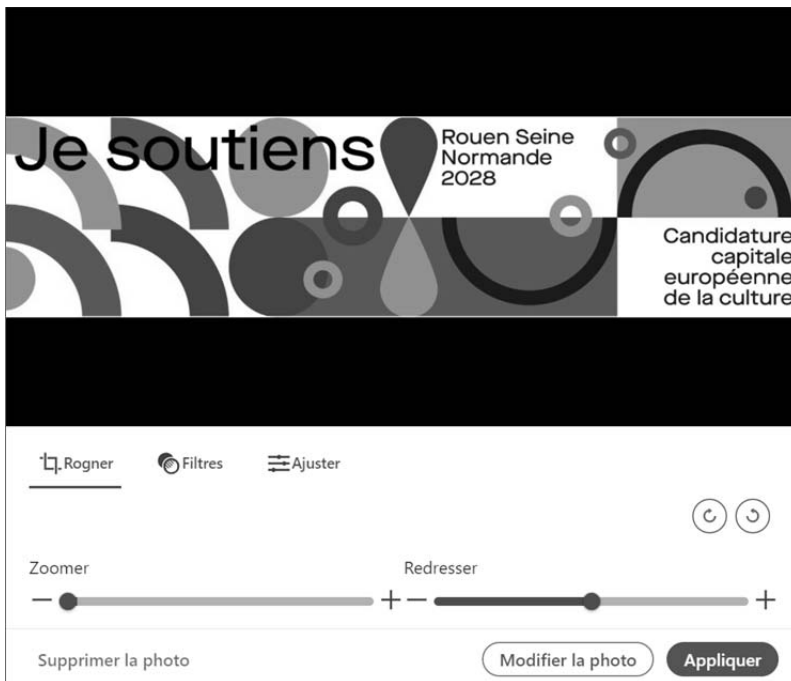 Je soutiens
Rouen Seine
Normande
2028
Candidature
capitale
européenne
de la culture
Rogner
Filtres
Ajuster
Zoomer
Redresser
Supprimer la photo
Modifier la photo
Appliquer